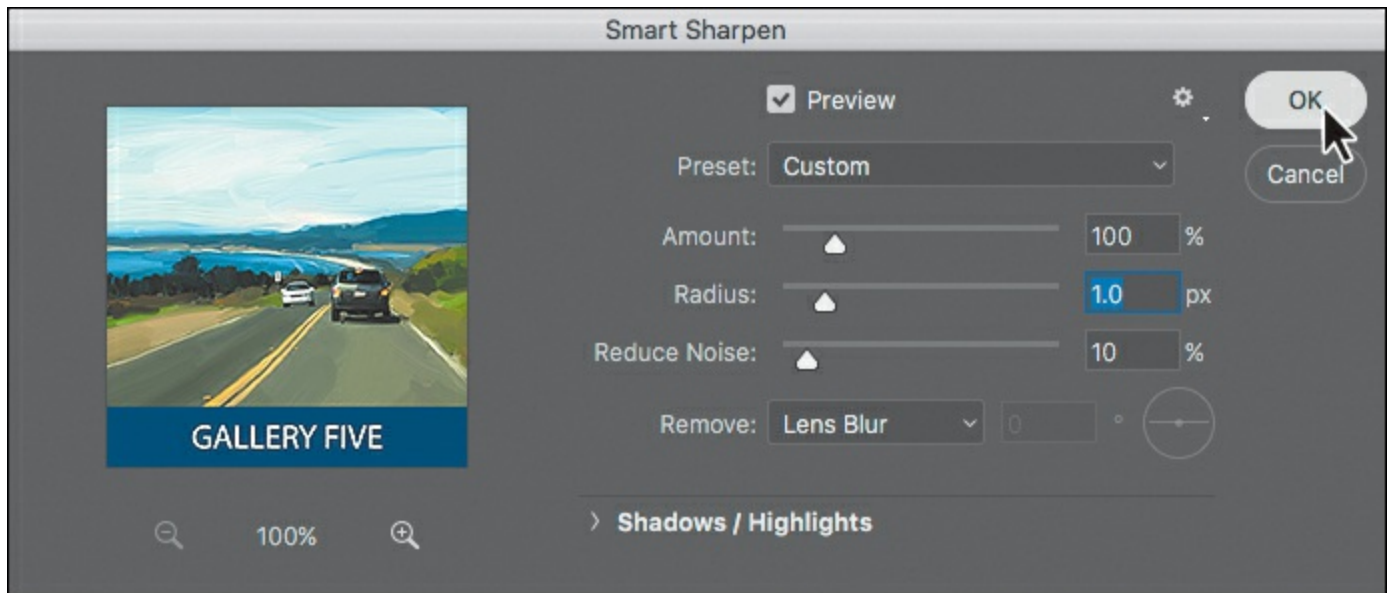 Smart Sharpen
Preview
OK
Preset: Custom
Cancel
Amount: 100 %
Radius: 1.0 px
Reduce Noise: 10 %
Remove: Lens Blur 0 °
GALLERY FIVE
100%
Shadows / Highlights